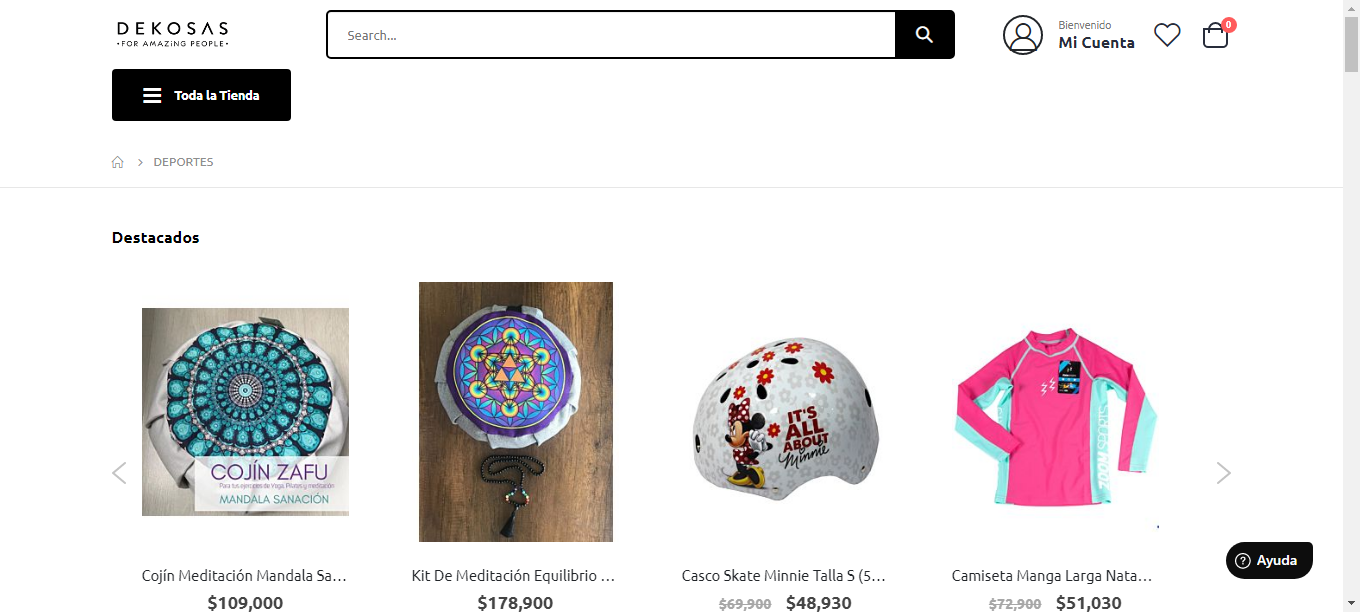 DEKOSAS
•FOR AMAZiNG PEOPLE•
Search...
Bienvenido
Mi Cuenta
0
Toda la Tienda
DEPORTES
Destacados
COJÍN ZAFU
Para tus ejercicios de Yoga, Pilates y meditación
MANDALA SANACIÓN
IT'S
ALL
ABOUT
Minnie
ZOOM SECRETS
Cojín Meditación Mandala Sa...
$109,000
Kit De Meditación Equilibrio ...
$178,900
Casco Skate Minnie Talla S (5...
$69,900 $48,930
Camiseta Manga Larga Nata...
$72,900 $51,030
Ayuda